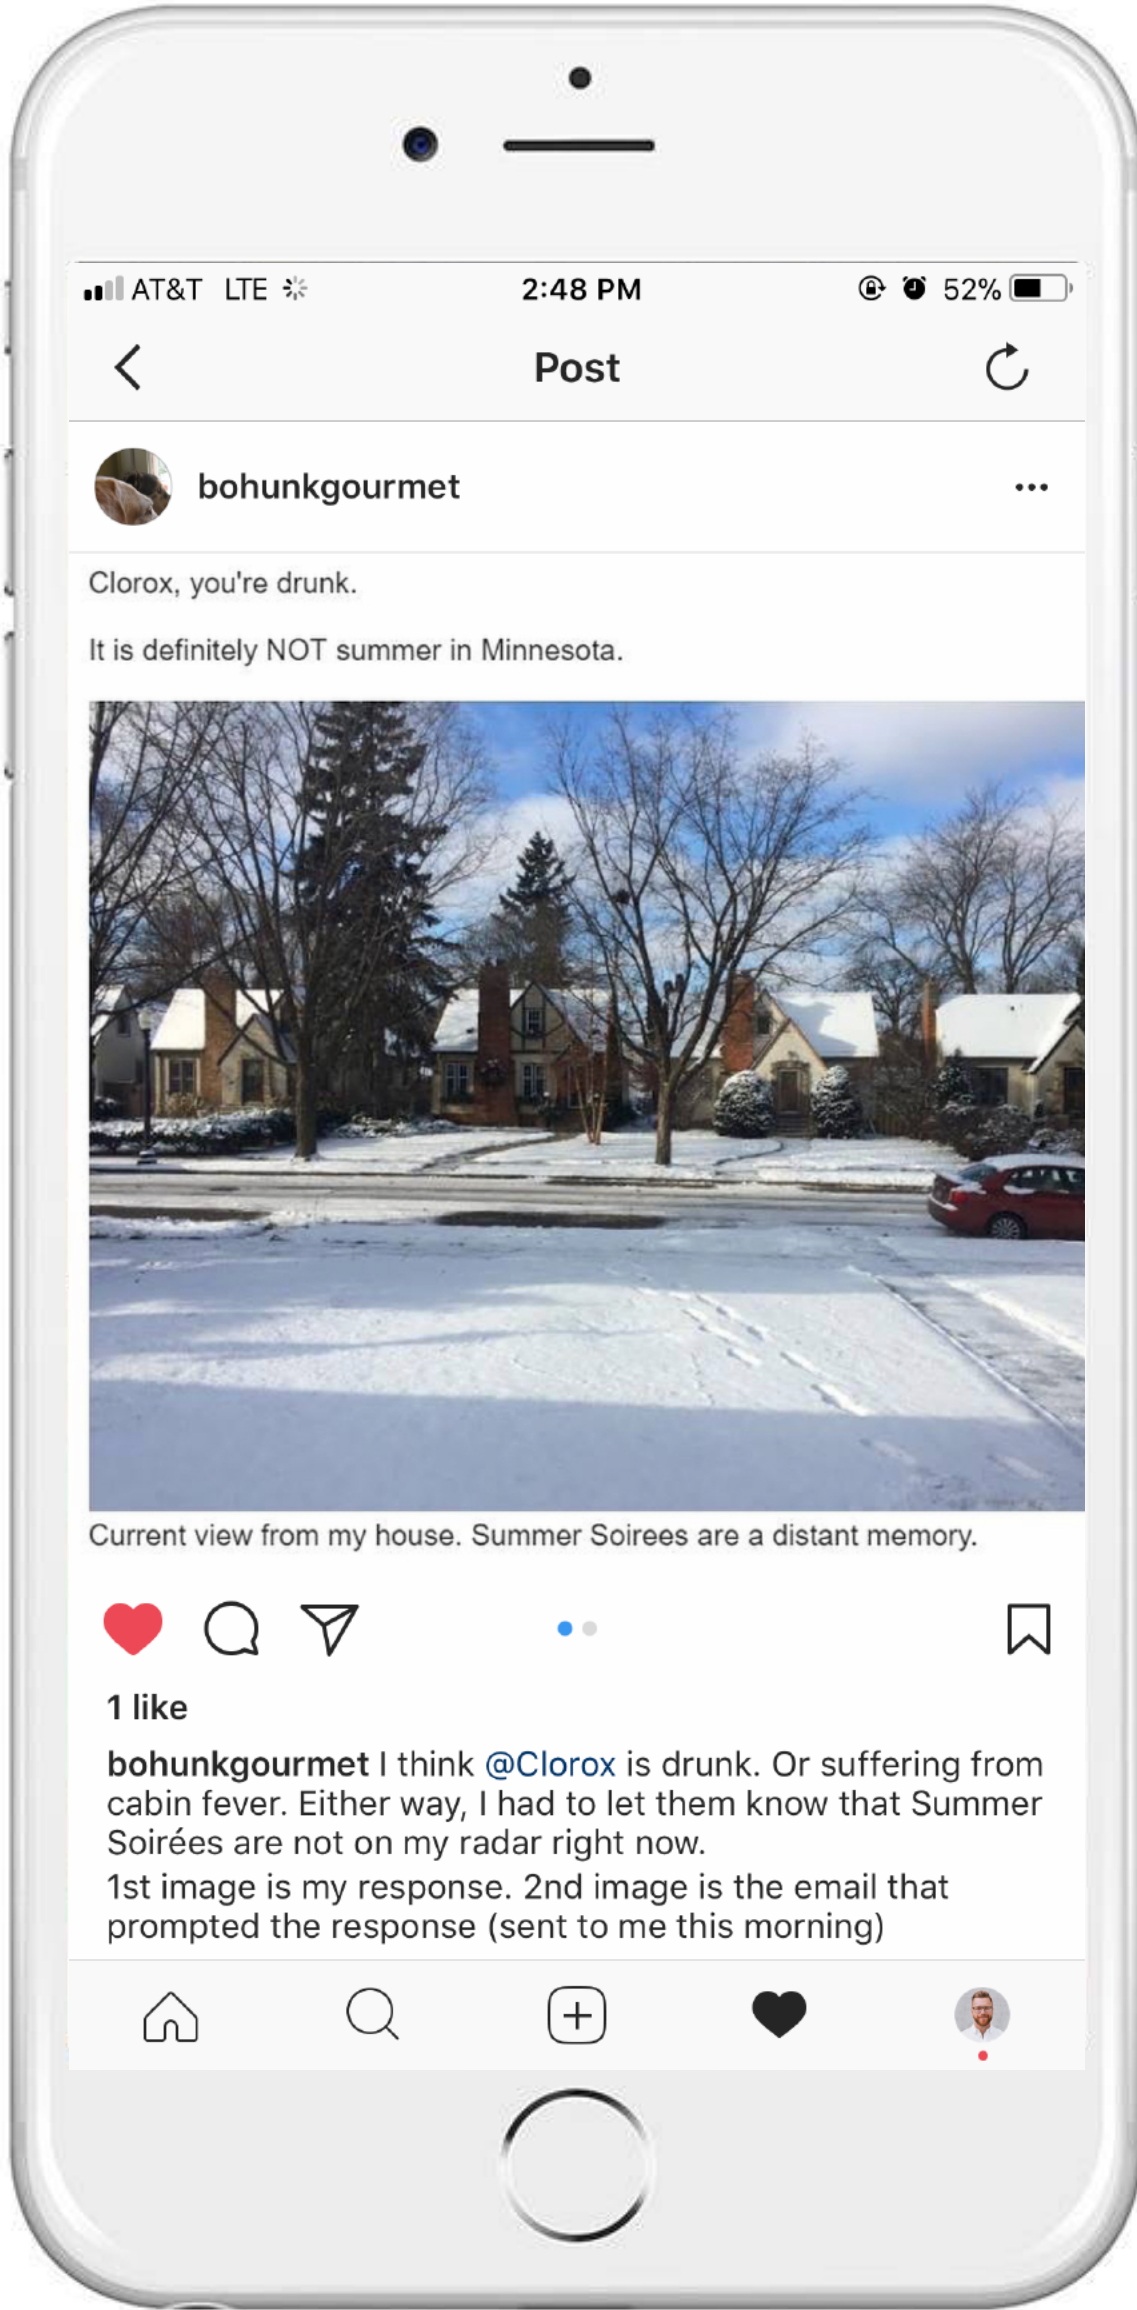 AT&T LTE 2:48 PM 52%
Post
bohunkgourmet
Clorox, you're drunk.
It is definitely NOT summer in Minnesota.
Current view from my house. Summer Soirees are a distant memory.
1 like
bohunkgourmet I think @Clorox is drunk. Or suffering from
cabin fever. Either way, I had to let them know that Summer
Soirées are not on my radar right now.
1st image is my response. 2nd image is the email that
prompted the response (sent to me this morning)